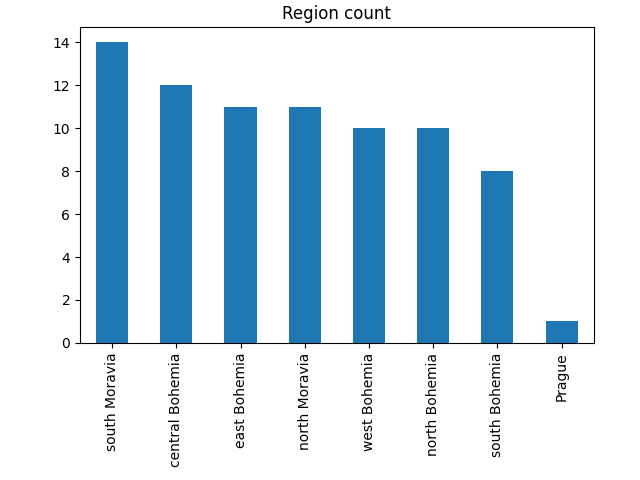 Region count
14
12
10
8
6
4
2
0
south Moravia
central Bohemia
east Bohemia
north Moravia
west Bohemia
north Bohemia
south Bohemia
Prague